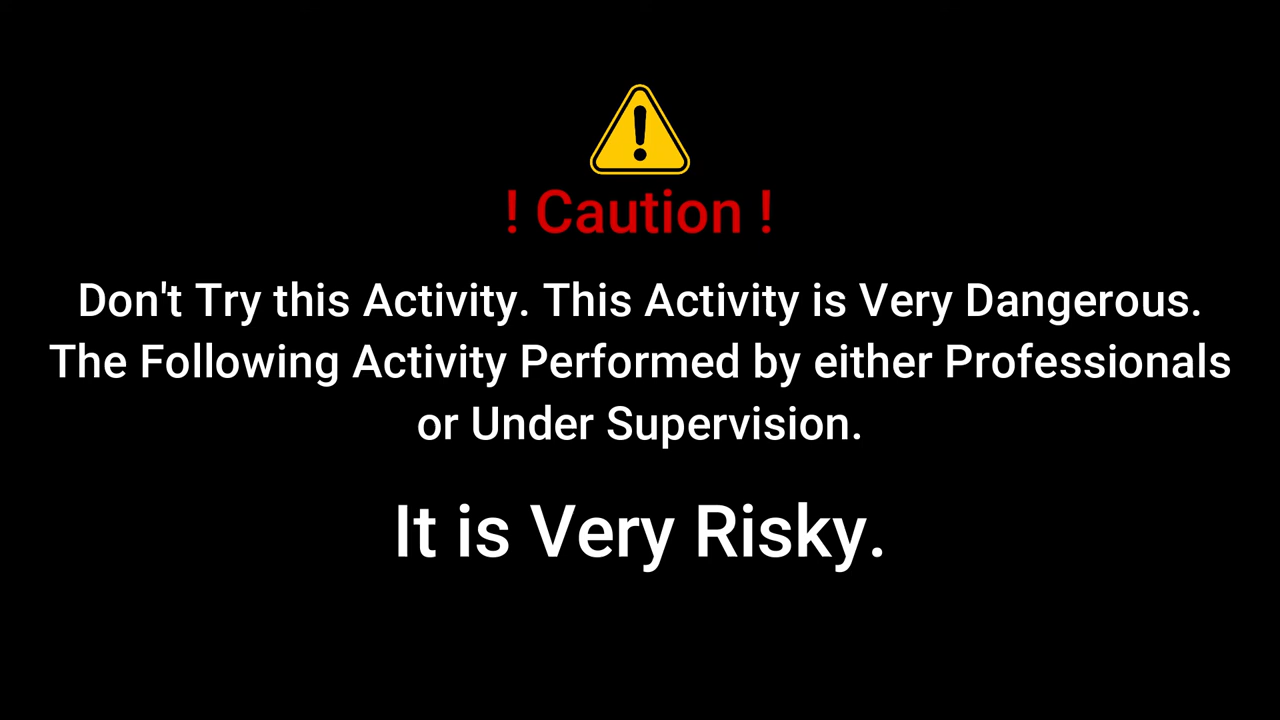 ! Caution !
Don't Try this Activity. This Activity is Very Dangerous.
The Following Activity Performed by either Professionals
or Under Supervision.
It is Very Risky.